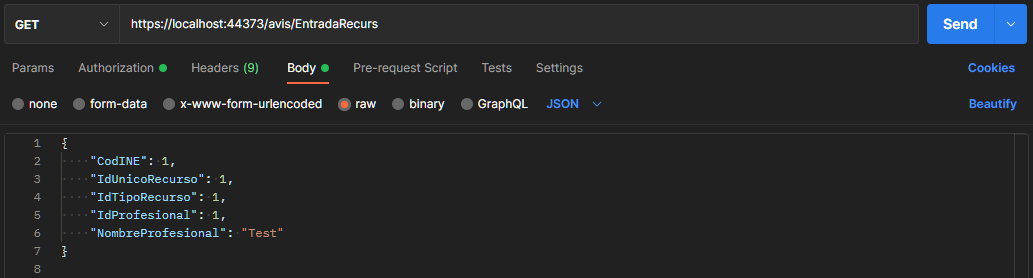 GET https://localhost:44373/avis/EntradaRecurs Send
Params Authorization Headers (9) Body Pre-request Script Tests Settings Cookies
none form-data x-www-form-urlencoded raw binary GraphQL JSON Beautify
1 {
2 "CodINE": 1,
3 "IdUnicoRecurso": 1,
4 "IdTipoRecurso": 1,
5 "IdProfesional": 1,
6 "NombreProfesional": "Test"
7 }
8